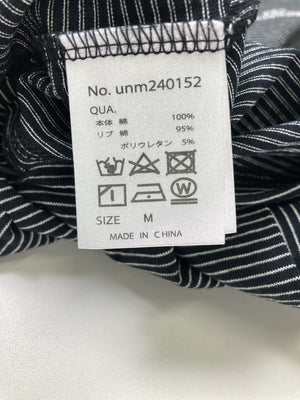 No. unm240152
QUA.
本体 綿 100%
リブ 綿 95%
ポリウレタン 5%
W
SIZE M
MADE IN CHINA